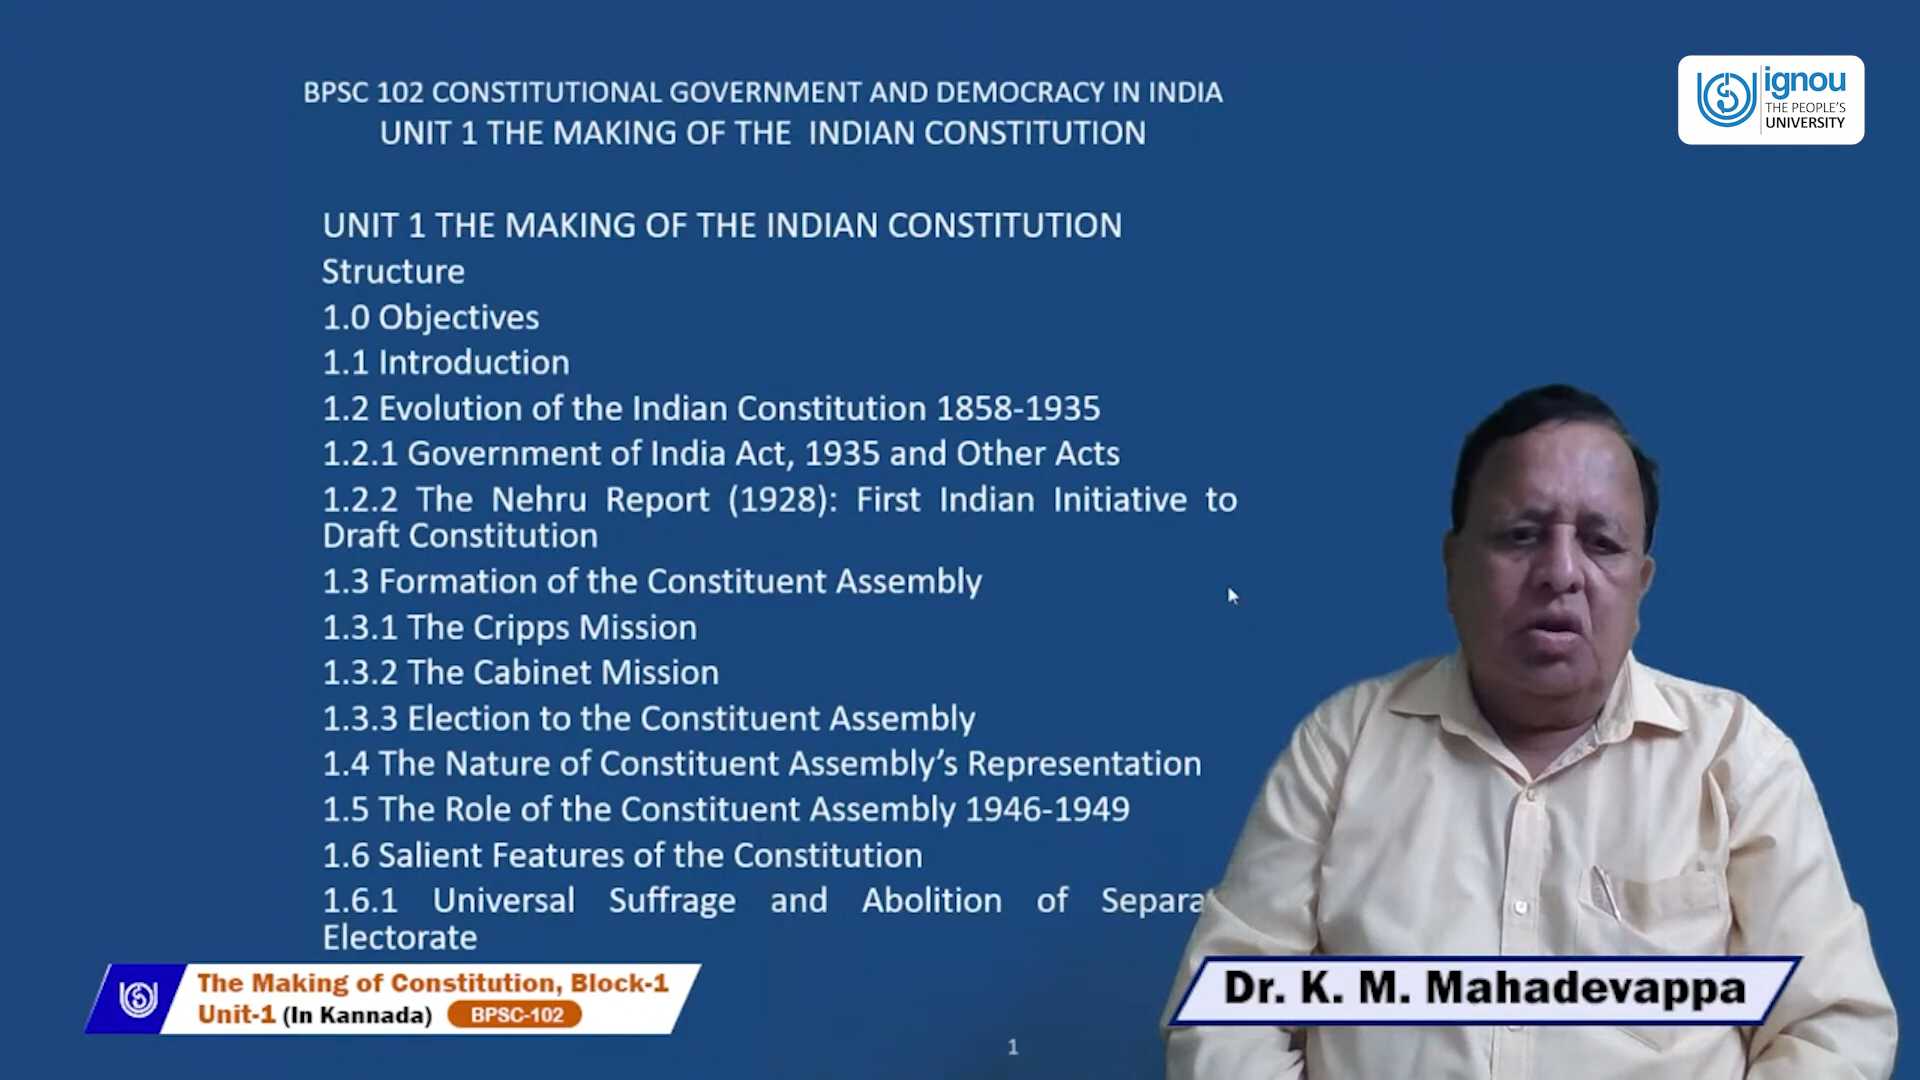 BPSC 102 CONSTITUTIONAL GOVERNMENT AND DEMOCRACY IN INDIA
UNIT 1 THE MAKING OF THE INDIAN CONSTITUTION
ignou
THE PEOPLE'S
UNIVERSITY
UNIT 1 THE MAKING OF THE INDIAN CONSTITUTION
Structure
1.0 Objectives
1.1 Introduction
1.2 Evolution of the Indian Constitution 1858-1935
1.2.1 Government of India Act, 1935 and Other Acts
1.2.2 The Nehru Report (1928): First Indian Initiative to
Draft Constitution
1.3 Formation of the Constituent Assembly
1.3.1 The Cripps Mission
1.3.2 The Cabinet Mission
1.3.3 Election to the Constituent Assembly
1.4 The Nature of Constituent Assembly’s Representation
1.5 The Role of the Constituent Assembly 1946-1949
1.6 Salient Features of the Constitution
1.6.1 Universal Suffrage and Abolition of
Electorate
The Making of Constitution, Block-1
Unit-1 (In Kannada) BPSC-102
Dr. K. M. Mahadevappa
1